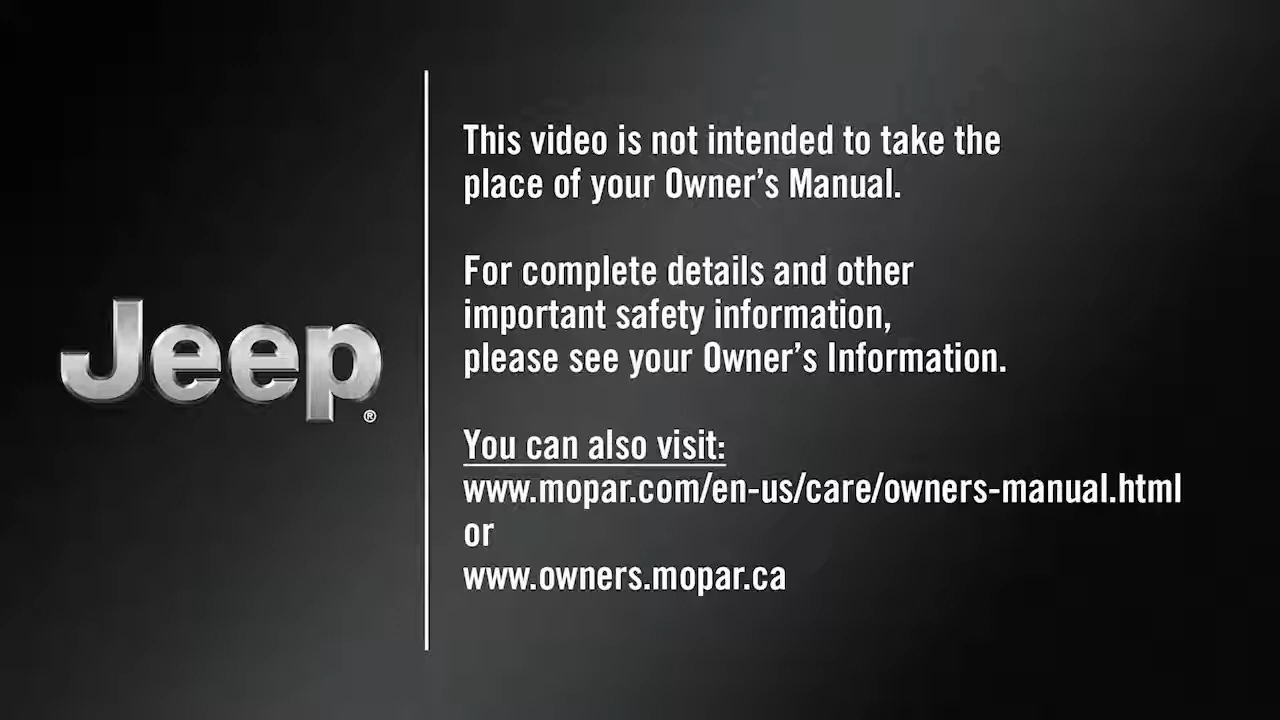 Jeep®
This video is not intended to take the
place of your Owner’s Manual.
For complete details and other
important safety information,
please see your Owner’s Information.
You can also visit:
www.mopar.com/en-us/care/owners-manual.html
or
www.owners.mopar.ca